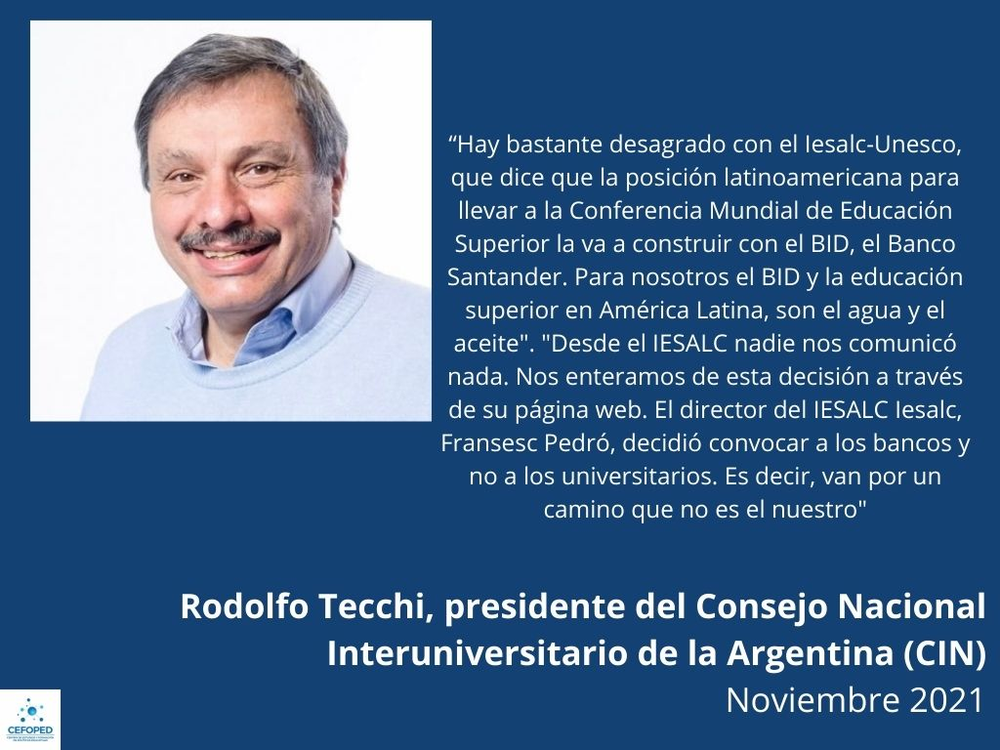 “Hay bastante desagrado con el Iesalc-Unesco,
que dice que la posición latinoamericana para
llevar a la Conferencia Mundial de Educación
Superior la va a construir con el BID, el Banco
Santander. Para nosotros el BID y la educación
superior en América Latina, son el agua y el
aceite". "Desde el IESALC nadie nos comunicó
nada. Nos enteramos de esta decisión a través
de su página web. El director del IESALC Iesalc,
Fransesc Pedró, decidió convocar a los bancos y
no a los universitarios. Es decir, van por un
camino que no es el nuestro"
Rodolfo Tecchi, presidente del Consejo Nacional
Interuniversitario de la Argentina (CIN)
Noviembre 2021
CEFOPED